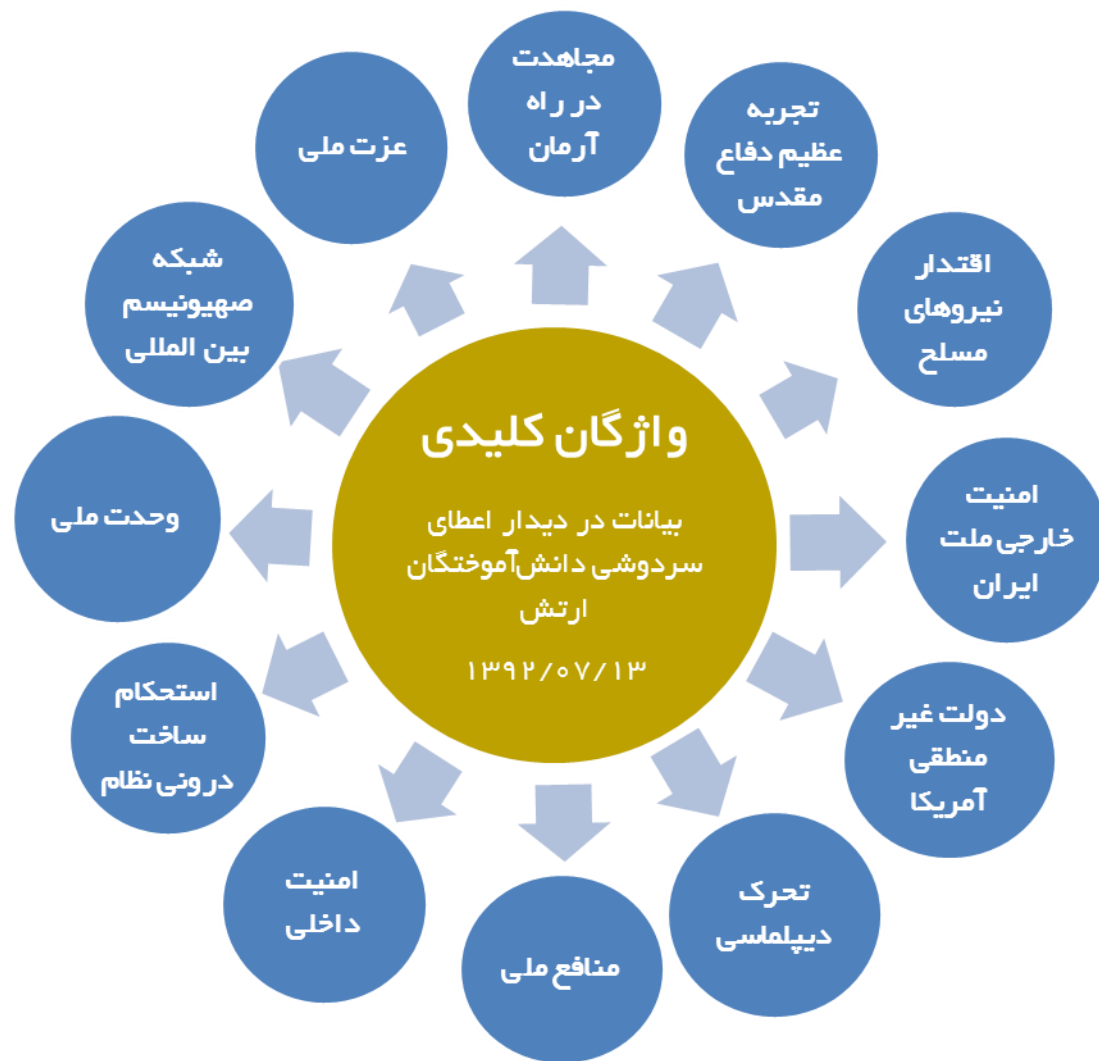 واژگان کلیدی
بیانات در دیدار اعطای
سردوشی دانش‌آموختگان
ارتش
۱۳۹۲/۰۷/۱۳
مجاهدت
در راه
آرمان
تجربه
عظیم دفاع
مقدس
اقتدار
نیروهای
مسلح
امنیت
خارجی ملت
ایران
دولت غیر
منطقی
آمریکا
تحرک
دیپلماسی
منافع ملی
امنیت
داخلی
استحکام
ساخت
درونی نظام
وحدت ملی
شبکه
صهیونیسم
بین المللی
عزت ملی